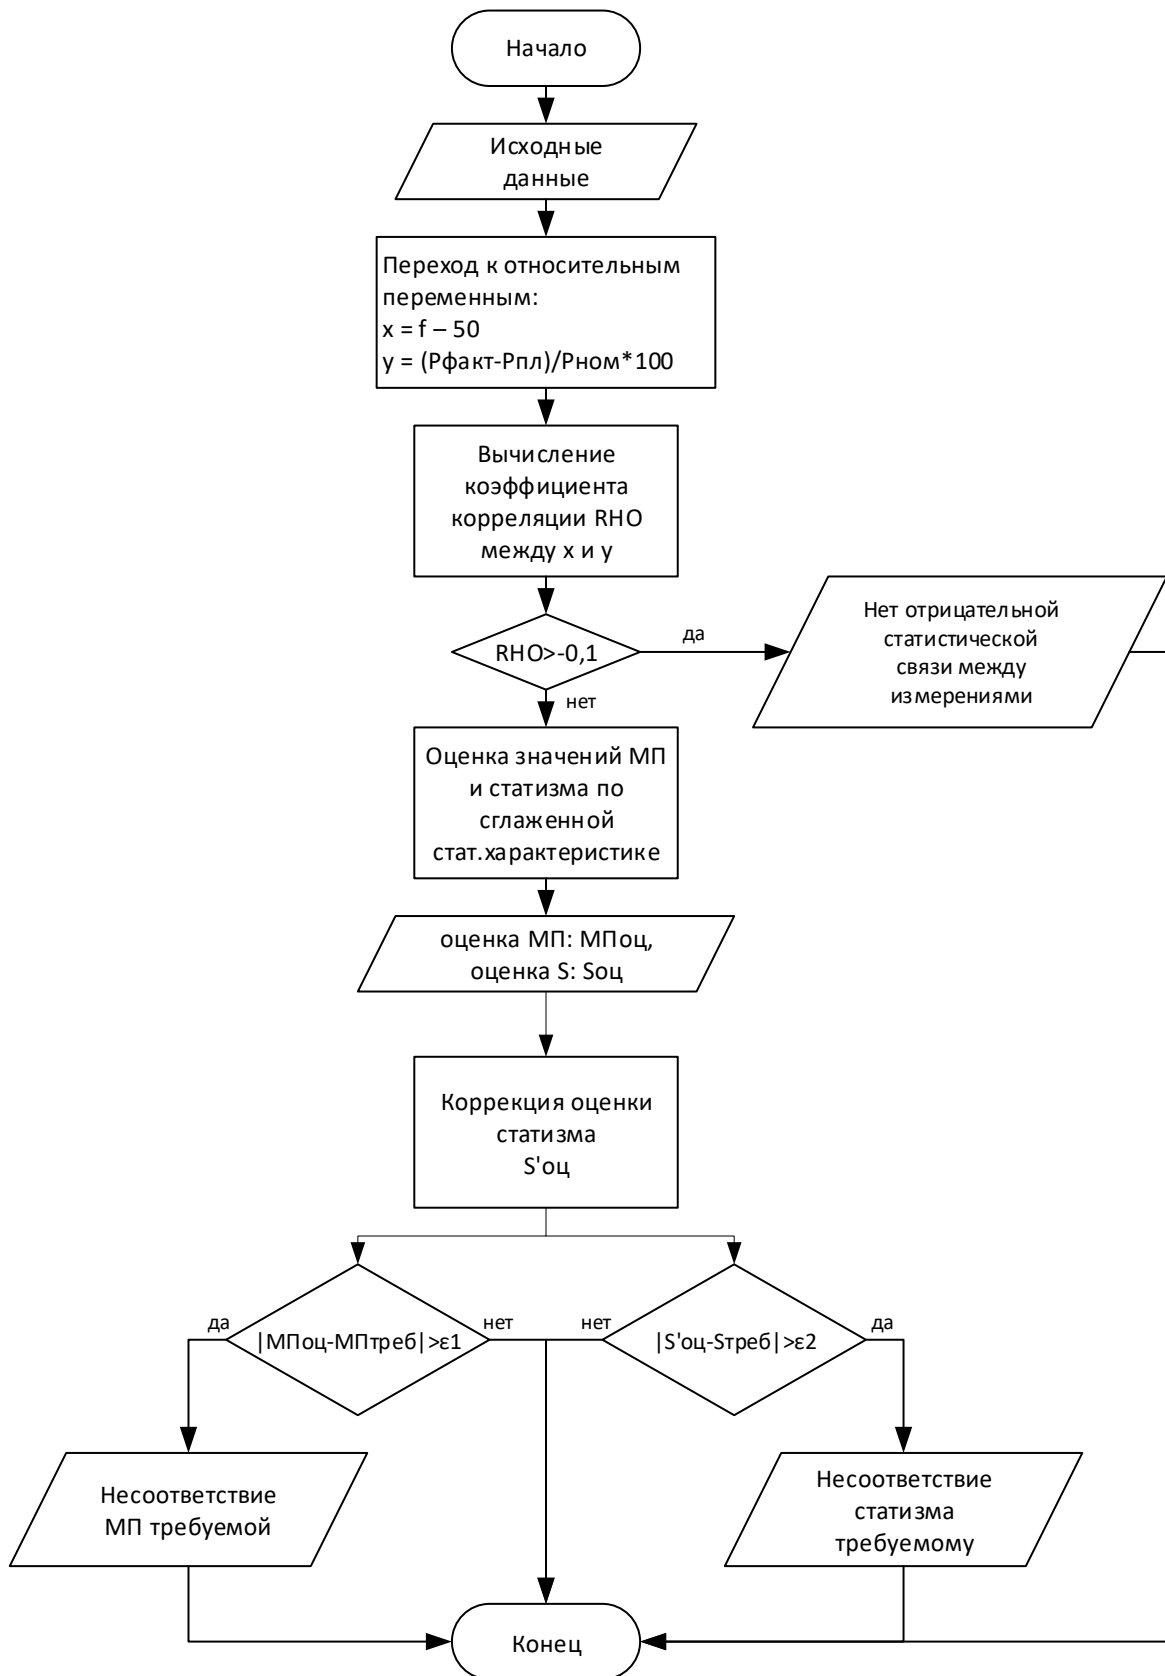 Начало
Исходные
данные
Переход к относительным
переменным:
x = f – 50
y = (Pфакт-Pпл)/Pном*100
Вычисление
коэффициента
корреляции RHO
между x и y
RHO>-0,1
да
Нет отрицательной
статистической
связи между
измерениями
нет
Оценка значений МП
и статизма по
сглаженной
стат.характеристике
оценка МП: МПоц,
оценка S: Sоц
Коррекция оценки
статизма
S'оц
да
|МПоц-МПтреб|>ε1
нет
нет
|S'оц-Sтреб|>ε2
да
Несоответствие
МП требуемой
Несоответствие
статизма
требуемому
Конец